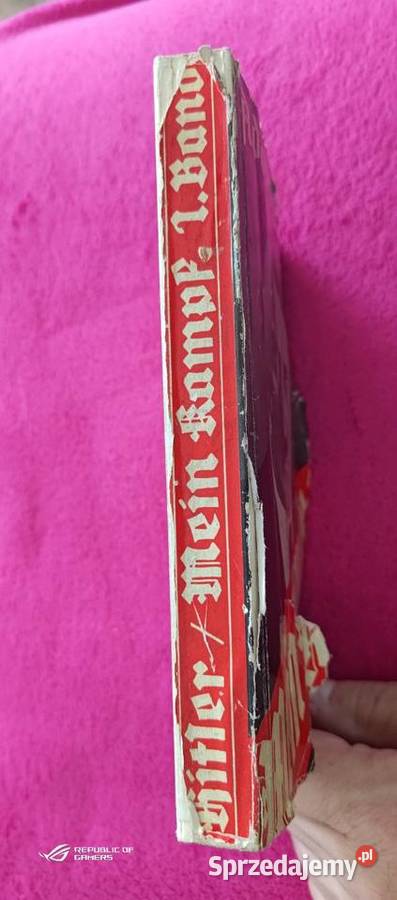 Hitler × Mein Kampf. 1. Band
REPUBLIC OF
GAMERS
Sprzedajemy.pl